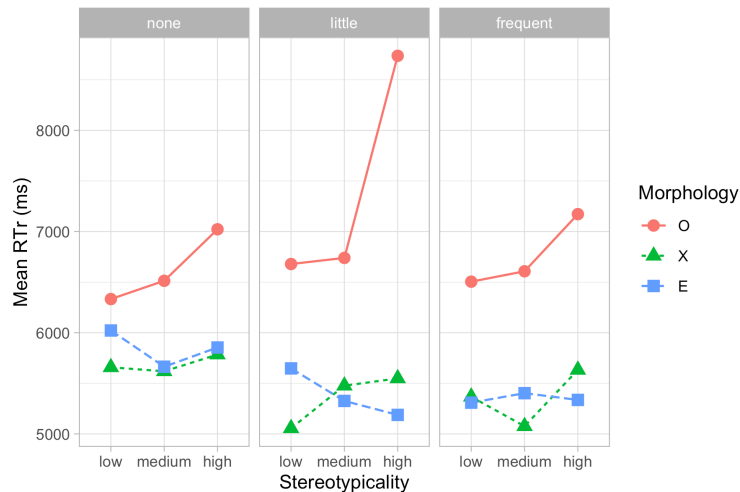 none little frequent
Mean RTr (ms)
8000
7000
6000
5000
low medium high low medium high low medium high
Stereotypicality
Morphology
O
X
E